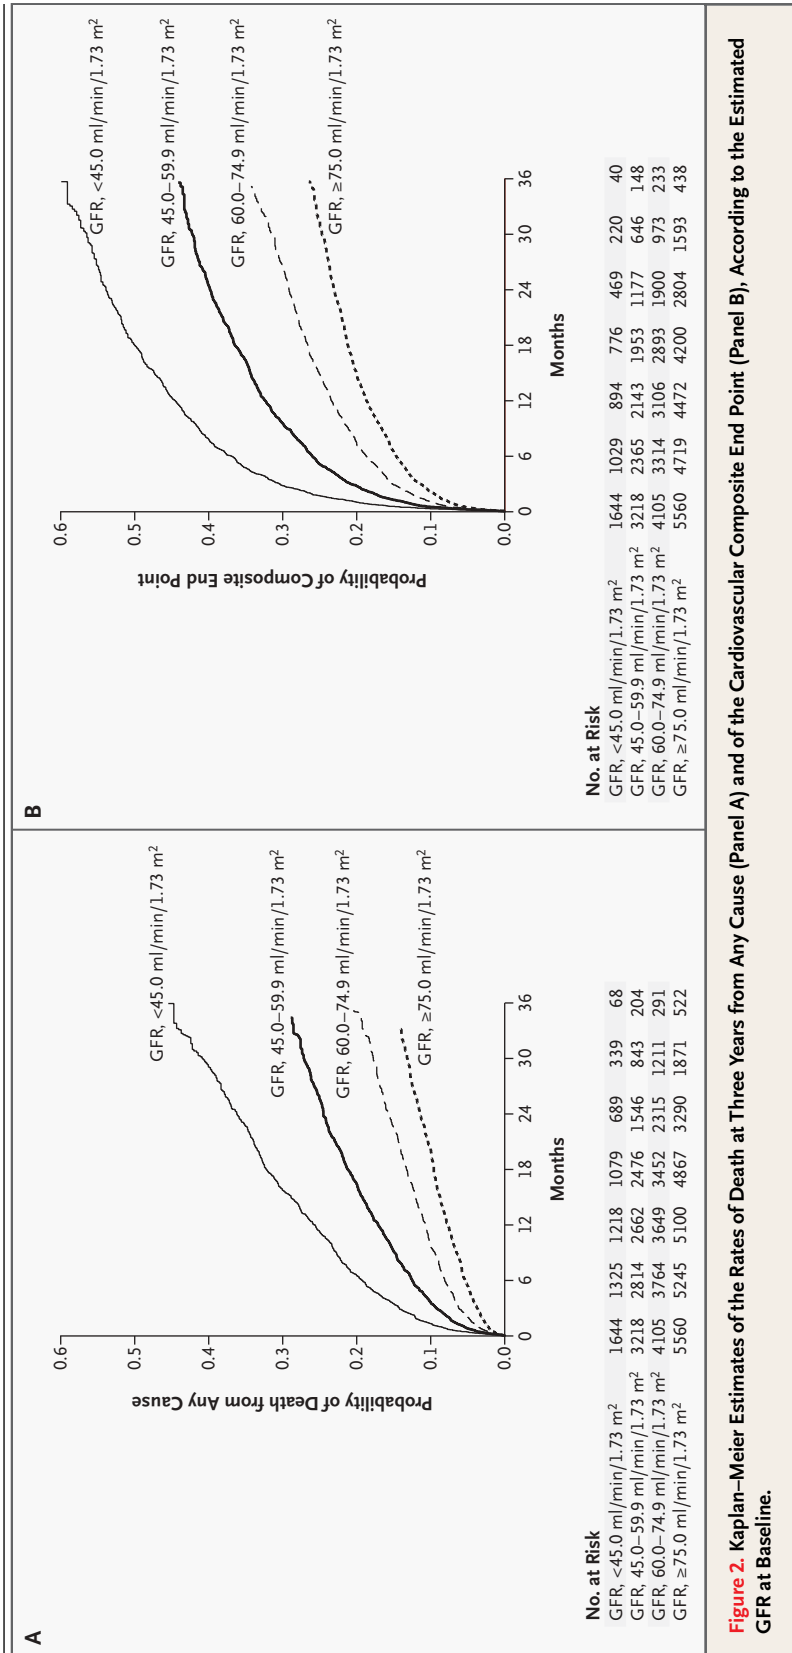 A
Probability of Death from Any Cause
0.6
0.5
0.4
0.3
0.2
0.1
0.0
0 6 12 18 24 30 36
Months
GFR, <45.0 ml/min/1.73 m²
GFR, 45.0–59.9 ml/min/1.73 m²
GFR, 60.0–74.9 ml/min/1.73 m²
GFR, ≥75.0 ml/min/1.73 m²
No. at Risk
GFR, <45.0 ml/min/1.73 m² 1644 1325 1218 1079 689 339 68
GFR, 45.0–59.9 ml/min/1.73 m² 3218 2814 2662 2476 1546 843 204
GFR, 60.0–74.9 ml/min/1.73 m² 4105 3764 3649 3452 2315 1211 291
GFR, ≥75.0 ml/min/1.73 m² 5560 5245 5100 4867 3290 1871 522
B
Probability of Composite End Point
0.6
0.5
0.4
0.3
0.2
0.1
0.0
0 6 12 18 24 30 36
Months
GFR, <45.0 ml/min/1.73 m²
GFR, 45.0–59.9 ml/min/1.73 m²
GFR, 60.0–74.9 ml/min/1.73 m²
GFR, ≥75.0 ml/min/1.73 m²
No. at Risk
GFR, <45.0 ml/min/1.73 m² 1644 1029 894 776 469 220 40
GFR, 45.0–59.9 ml/min/1.73 m² 3218 2365 2143 1953 1177 646 148
GFR, 60.0–74.9 ml/min/1.73 m² 4105 3314 3106 2893 1900 973 233
GFR, ≥75.0 ml/min/1.73 m² 5560 4719 4472 4200 2804 1593 438
Figure 2. Kaplan–Meier Estimates of the Rates of Death at Three Years from Any Cause (Panel A) and of the Cardiovascular Composite End Point (Panel B), According to the Estimated
GFR at Baseline.